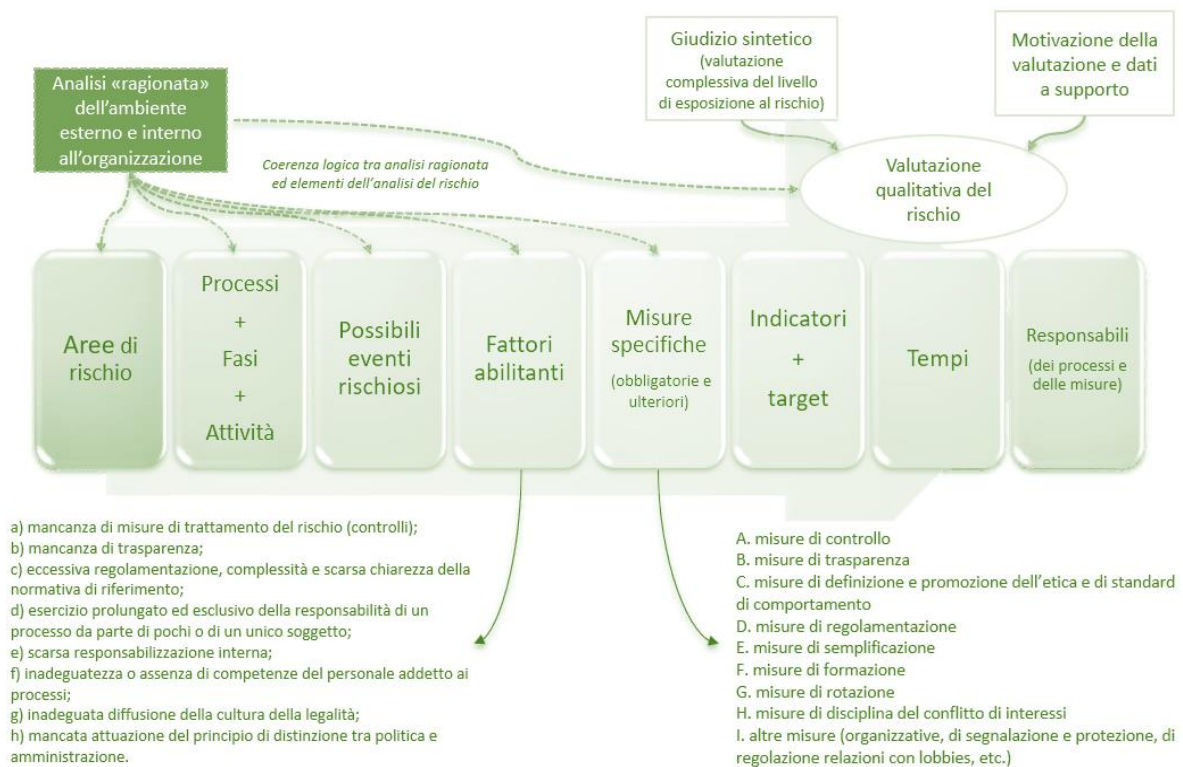 Giudizio sintetico
(valutazione
complessiva del livello
di esposizione al rischio)
Motivazione della
valutazione e dati
a supporto
Analisi «ragionata»
dell’ambiente
esterno e interno
all’organizzazione
Coerenza logica tra analisi ragionata
ed elementi dell’analisi del rischio
Valutazione
qualitativa del
rischio
Aree di
rischio
Processi
+
Fasi
+
Attività
Possibili
eventi
rischiosi
Fattori
abilitanti
Misure
specifiche
(obbligatorie e
ulteriori)
Indicatori
+
target
Tempi
Responsabili
(dei processi e
delle misure)
a) mancanza di misure di trattamento del rischio (controlli);
b) mancanza di trasparenza;
c) eccessiva regolamentazione, complessità e scarsa chiarezza della
normativa di riferimento;
d) esercizio prolungato ed esclusivo della responsabilità di un
processo da parte di pochi o di un unico soggetto;
e) scarsa responsabilizzazione interna;
f) inadeguatezza o assenza di competenze del personale addetto ai
processi;
g) inadeguata diffusione della cultura della legalità;
h) mancata attuazione del principio di distinzione tra politica e
amministrazione.
A. misure di controllo
B. misure di trasparenza
C. misure di definizione e promozione dell’etica e di standard
di comportamento
D. misure di regolamentazione
E. misure di semplificazione
F. misure di formazione
G. misure di rotazione
H. misure di disciplina del conflitto di interessi
I. altre misure (organizzative, di segnalazione e protezione, di
regolazione relazioni con lobbies, etc.)